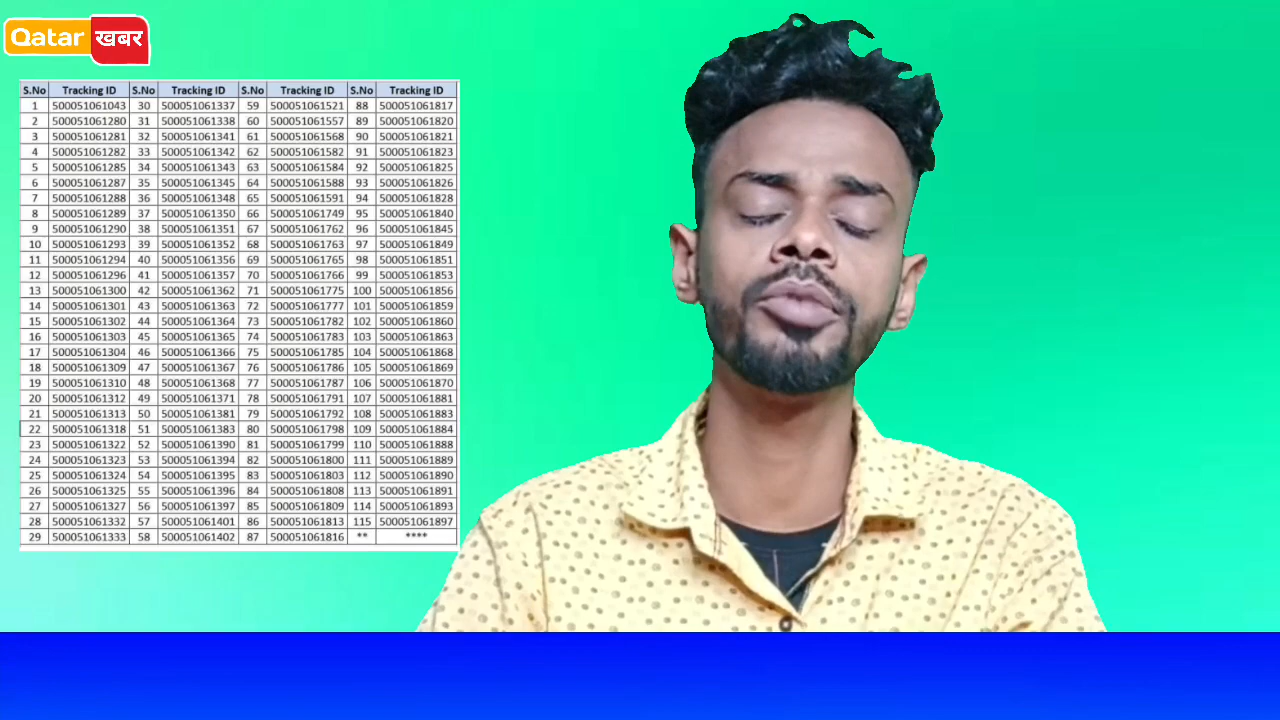 Qatar खबर
S.No Tracking ID S.No Tracking ID S.No Tracking ID S.No Tracking ID
1 500051061043 30 500051061337 59 500051061521 88 500051061817
2 500051061280 31 500051061338 60 500051061557 89 500051061820
3 500051061281 32 500051061341 61 500051061568 90 500051061821
4 500051061282 33 500051061342 62 500051061582 91 500051061823
5 500051061285 34 500051061343 63 500051061584 92 500051061825
6 500051061287 35 500051061345 64 500051061588 93 500051061826
7 500051061288 36 500051061348 65 500051061591 94 500051061828
8 500051061289 37 500051061350 66 500051061749 95 500051061840
9 500051061290 38 500051061351 67 500051061762 96 500051061845
10 500051061293 39 500051061352 68 500051061763 97 500051061849
11 500051061294 40 500051061356 69 500051061765 98 500051061851
12 500051061296 41 500051061357 70 500051061766 99 500051061853
13 500051061300 42 500051061362 71 500051061775 100 500051061856
14 500051061301 43 500051061363 72 500051061777 101 500051061859
15 500051061302 44 500051061364 73 500051061782 102 500051061860
16 500051061303 45 500051061365 74 500051061783 103 500051061863
17 500051061304 46 500051061366 75 500051061785 104 500051061868
18 500051061309 47 500051061367 76 500051061786 105 500051061869
19 500051061310 48 500051061368 77 500051061787 106 500051061870
20 500051061312 49 500051061371 78 500051061791 107 500051061881
21 500051061313 50 500051061381 79 500051061792 108 500051061883
22 500051061318 51 500051061383 80 500051061798 109 500051061884
23 500051061322 52 500051061390 81 500051061799 110 500051061888
24 500051061323 53 500051061394 82 500051061800 111 500051061889
25 500051061324 54 500051061395 83 500051061803 112 500051061890
26 500051061325 55 500051061396 84 500051061808 113 500051061891
27 500051061327 56 500051061397 85 500051061809 114 500051061893
28 500051061332 57 500051061401 86 500051061813 115 500051061897
29 500051061333 58 500051061402 87 500051061816 ** ****